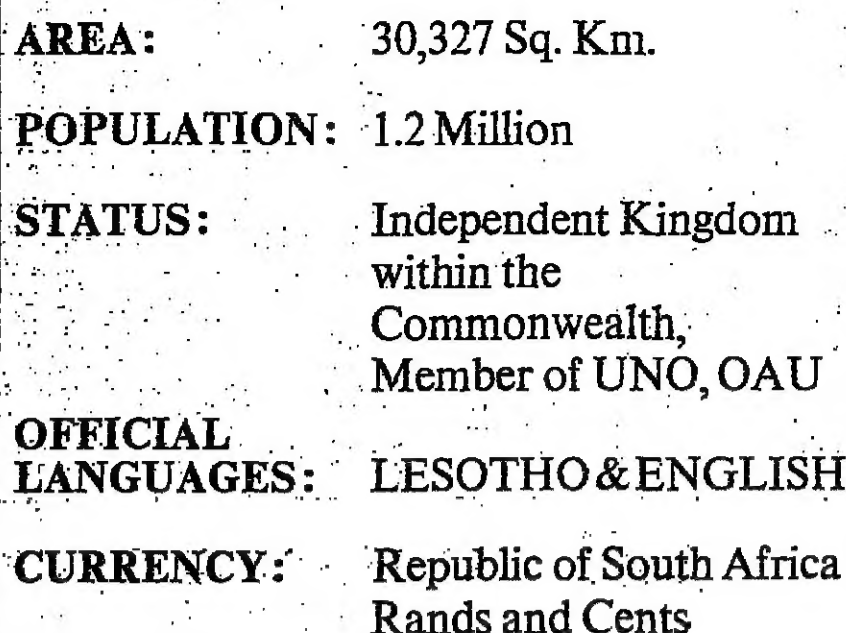 AREA: 30,327 Sq. Km.
POPULATION: 1.2 Million
STATUS: Independent Kingdom
within the
Commonwealth,
Member of UNO, OAU
OFFICIAL
LANGUAGES: LESOTHO & ENGLISH
CURRENCY: Republic of South Africa
Rands and Cents